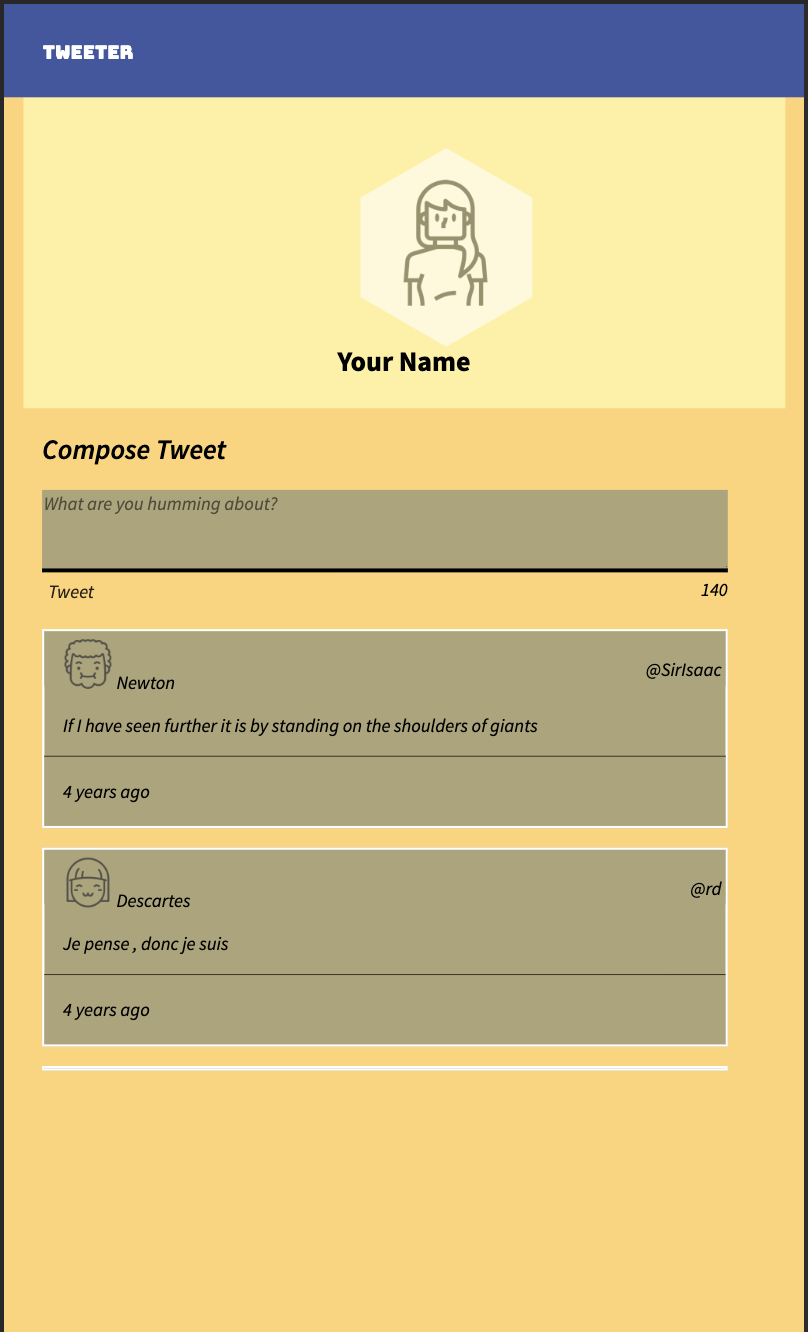 TWEETER
Your Name
Compose Tweet
What are you humming about?
Tweet 140
Newton @SirIsaac
If I have seen further it is by standing on the shoulders of giants
4 years ago
Descartes @rd
Je pense , donc je suis
4 years ago